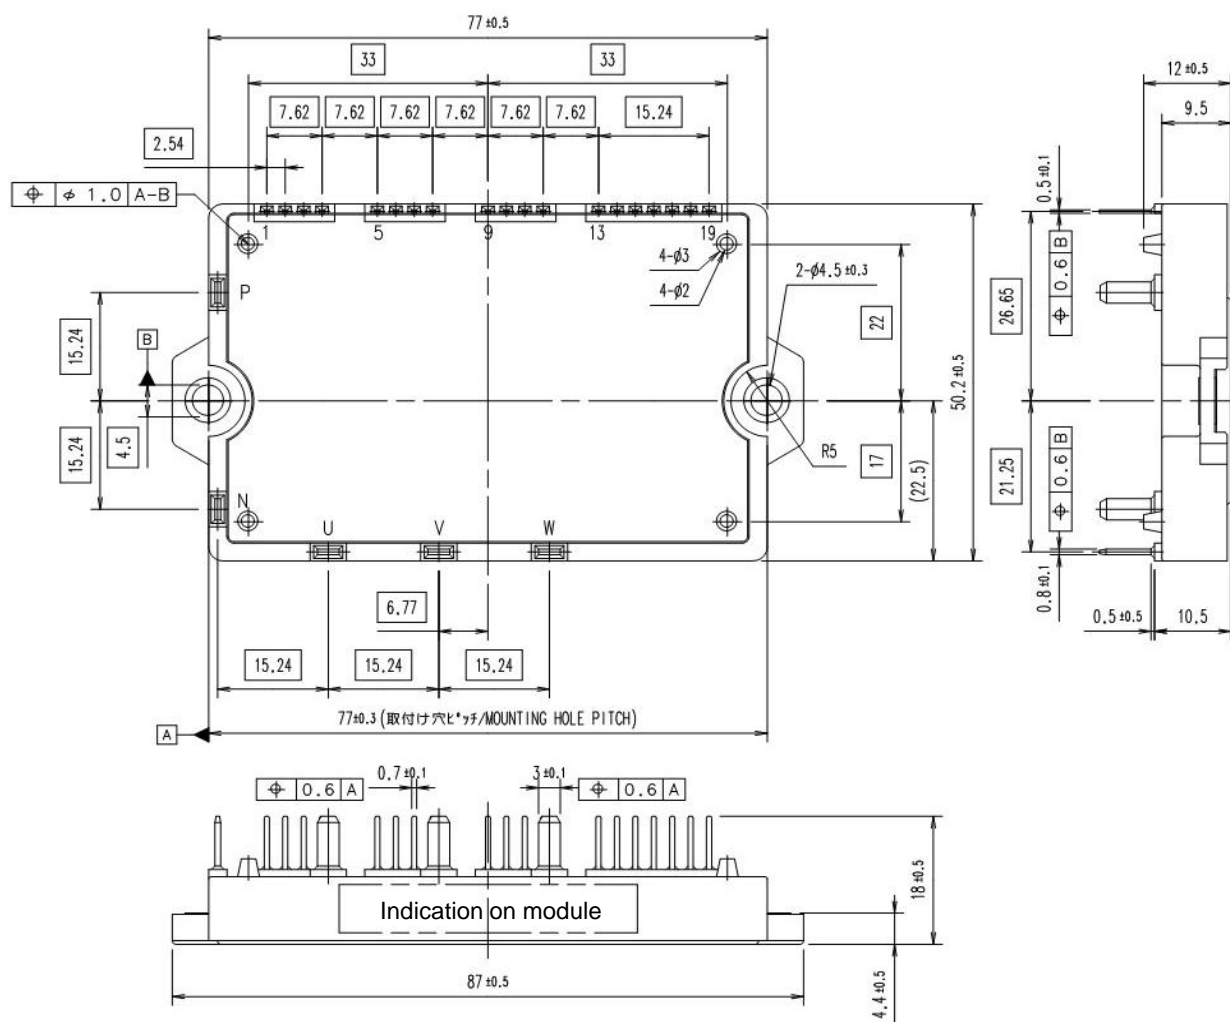 77 ±0.5
33
33
12 ±0.5
7.62
7.62
7.62
7.62
7.62
7.62
15.24
9.5
2.54
⌖ ⌀ 1.0 A-B
0.5 ±0.1
1
5
9
13
19
4-ø3
4-ø2
2-ø4.5 ±0.3
P
⌖ 0.6 B
26.65
22
15.24
B
50.2 ±0.5
4.5
15.24
R5
17
(22.5)
21.25
⌖ 0.6 B
N
U
V
W
0.8 ±0.1
6.77
0.5 ±0.5
10.5
15.24
15.24
15.24
77±0.3 (取付け穴ﾋﾟｯﾁ/MOUNTING HOLE PITCH)
A
⌖ 0.6 A
0.7 ±0.1
3 ±0.1
⌖ 0.6 A
Indication on module
18 ±0.5
87 ±0.5
4.4 ±0.5